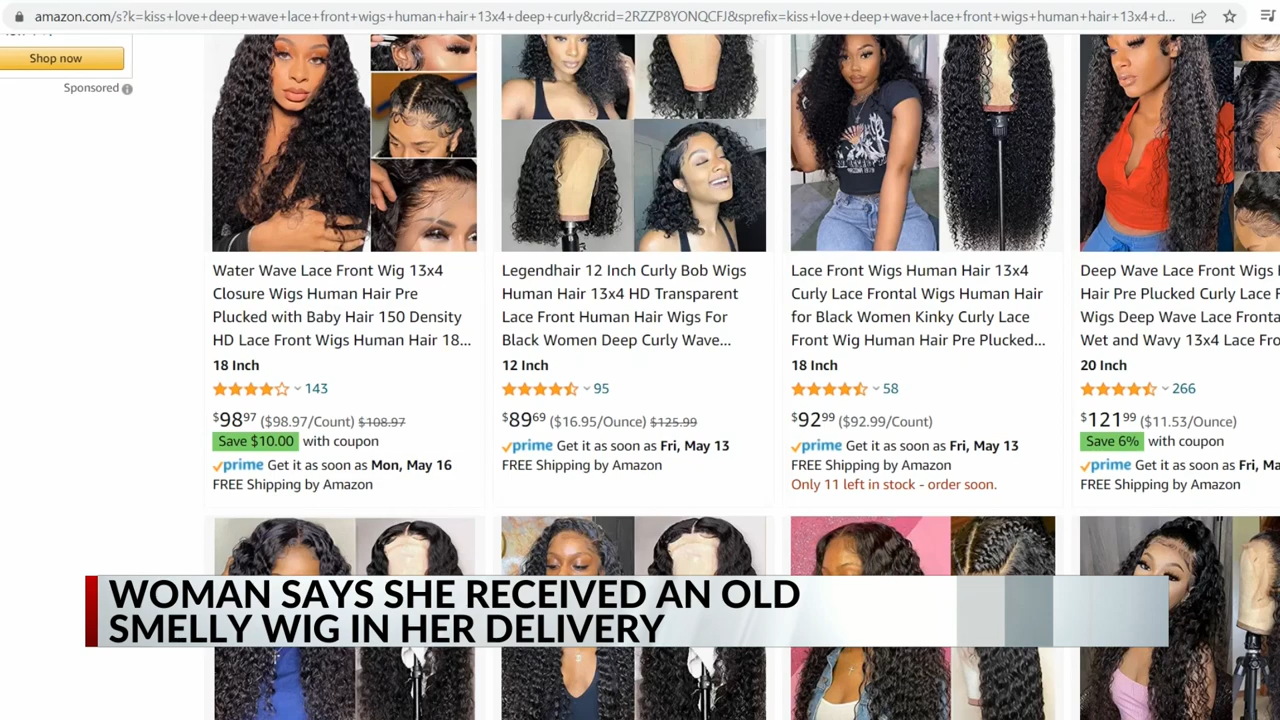 amazon.com/s?k=kiss+love+deep+wave+lace+front+wigs+human+hair+13x4+deep+curly&crid=2RZZP8YONQCFJ&sprefix=kiss+love+deep+wave+lace+front+wigs+human+hair+13x4+d...
Shop now
Sponsored
Water Wave Lace Front Wig 13x4
Closure Wigs Human Hair Pre
Plucked with Baby Hair 150 Density
HD Lace Front Wigs Human Hair 18...
18 Inch
143
$98⁹⁷ ($98.97/Count) $108.97
Save $10.00 with coupon
prime Get it as soon as Mon, May 16
FREE Shipping by Amazon
Legendhair 12 Inch Curly Bob Wigs
Human Hair 13x4 HD Transparent
Lace Front Human Hair Wigs For
Black Women Deep Curly Wave...
12 Inch
95
$89⁶⁹ ($16.95/Ounce) $125.99
prime Get it as soon as Fri, May 13
FREE Shipping by Amazon
Lace Front Wigs Human Hair 13x4
Curly Lace Frontal Wigs Human Hair
for Black Women Kinky Curly Lace
Front Wig Human Hair Pre Plucked...
18 Inch
58
$92⁹⁹ ($92.99/Count)
prime Get it as soon as Fri, May 13
FREE Shipping by Amazon
Only 11 left in stock - order soon.
Deep Wave Lace Front Wigs
Hair Pre Plucked Curly Lace F
Wigs Deep Wave Lace Fronta
Wet and Wavy 13x4 Lace Fro
20 Inch
266
$121⁹⁹ ($11.53/Ounce)
Save 6% with coupon
prime Get it as soon as Fri, Ma
FREE Shipping by Amazon
WOMAN SAYS SHE RECEIVED AN OLD
SMELLY WIG IN HER DELIVERY